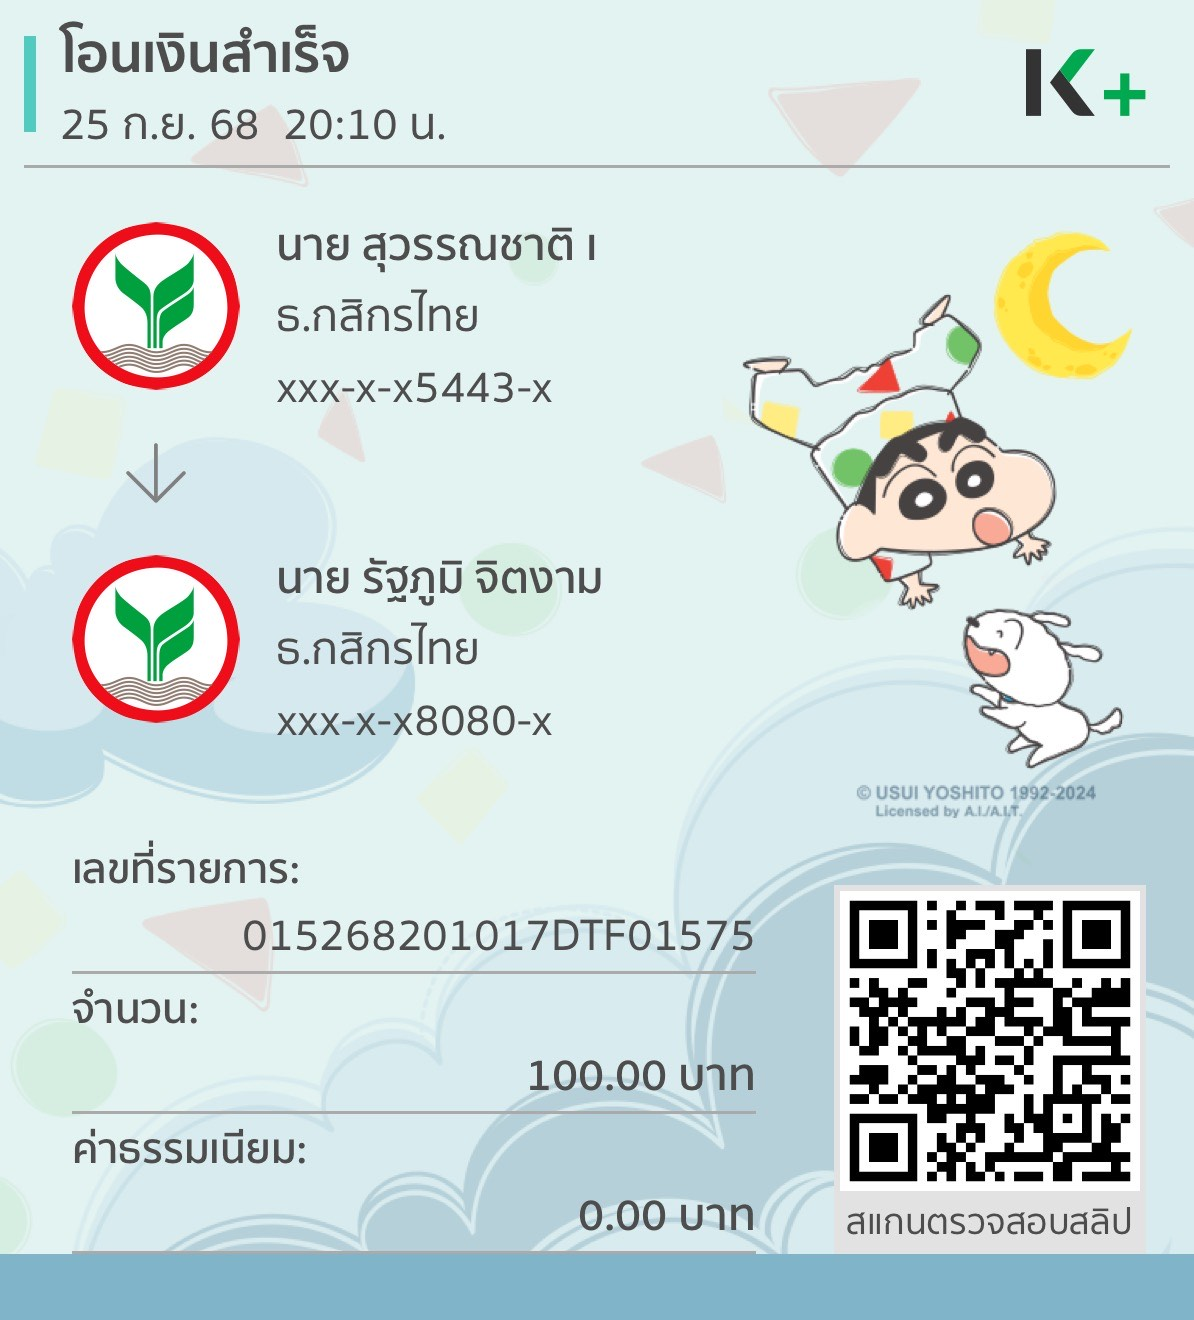 โอนเงินสำเร็จ
25 ก.ย. 68  20:10 น.
K+
นาย สุวรรณชาติ เ
ธ.กสิกรไทย
xxx-x-x5443-x
นาย รัฐภูมิ จิตงาม
ธ.กสิกรไทย
xxx-x-x8080-x
© USUI YOSHITO 1992-2024
Licensed by A.I./A.I.T.
เลขที่รายการ:
015268201017DTF01575
จำนวน:
100.00 บาท
ค่าธรรมเนียม:
0.00 บาท
สแกนตรวจสอบสลิป